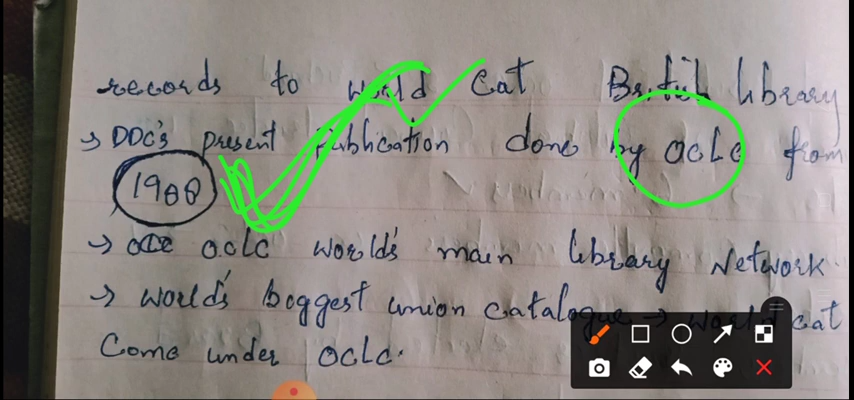 records to world cat British library
→ DDC's present publication done by OCLC from
1988
→ OCLC world's main library Network.
→ world's biggest union catalogue → world cat
Come under OCLC.